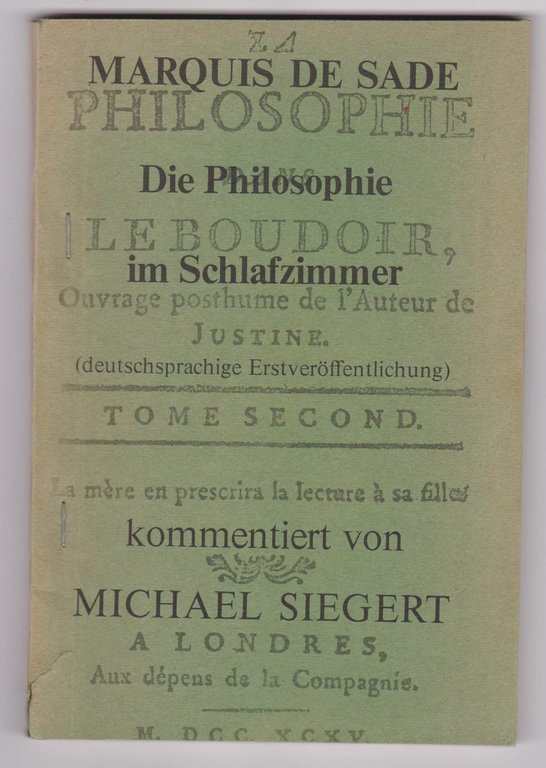 LA
MARQUIS DE SADE
PHILOSOPHIE
DANS
Die Philosophie
LE BOUDOIR,
im Schlafzimmer
Ouvrage posthume de l'Auteur de
JUSTINE.
(deutschsprachige Erstveröffentlichung)
TOME SECOND.
La mère en prescrira la lecture à sa fille
kommentiert von
MICHAEL SIEGERT
A LONDRES,
Aux dépens de la Compagnie.
M. DCC. XCXV.